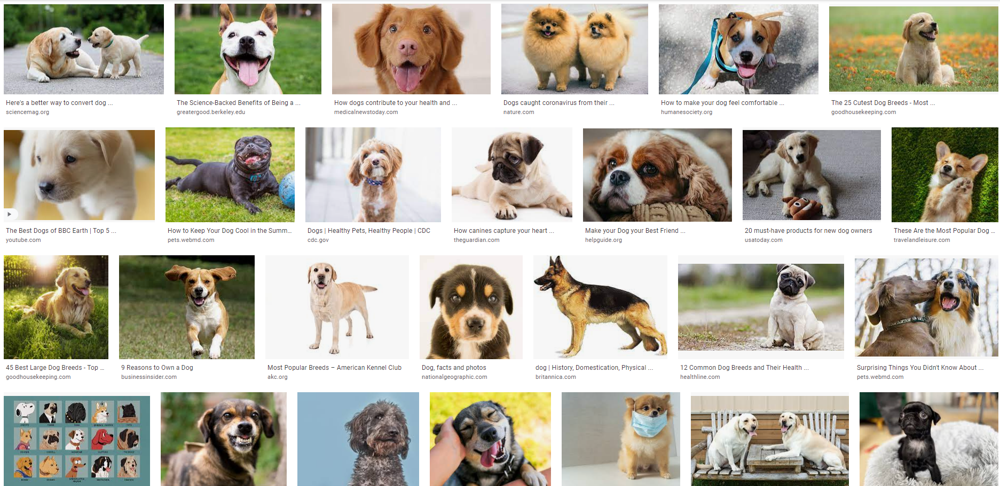 Here's a better way to convert dog ...
sciencemag.org
The Science-Backed Benefits of Being a ...
greatergood.berkeley.edu
How dogs contribute to your health and ...
medicalnewstoday.com
Dogs caught coronavirus from their ...
nature.com
How to make your dog feel comfortable ...
humanesociety.org
The 25 Cutest Dog Breeds - Most ...
goodhousekeeping.com
The Best Dogs of BBC Earth | Top 5 ...
youtube.com
How to Keep Your Dog Cool in the Summ...
pets.webmd.com
Dogs | Healthy Pets, Healthy People | CDC
cdc.gov
How canines capture your heart ...
theguardian.com
Make your Dog your Best Friend ...
helpguide.org
20 must-have products for new dog owners
usatoday.com
These Are the Most Popular Dog ...
travelandleisure.com
45 Best Large Dog Breeds - Top ...
goodhousekeeping.com
9 Reasons to Own a Dog
businessinsider.com
Most Popular Breeds – American Kennel Club
akc.org
Dog, facts and photos
nationalgeographic.com
dog | History, Domestication, Physical ...
britannica.com
12 Common Dog Breeds and Their Health ...
healthline.com
Surprising Things You Didn't Know About ...
pets.webmd.com